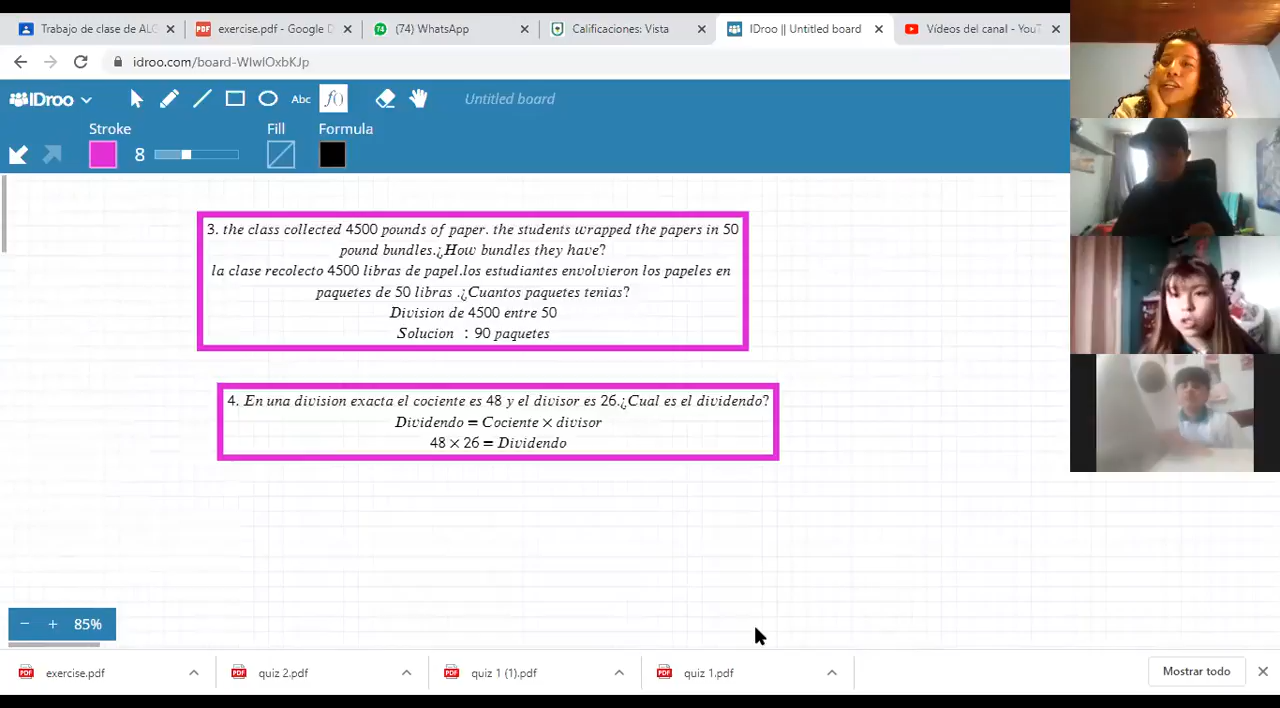 Trabajo de clase de ALG
exercise.pdf - Google D
(74) WhatsApp
Calificaciones: Vista
IDroo || Untitled board
Vídeos del canal - YouT
idroo.com/board-WIwIOxbKJp
IDroo
Abc
f()
Untitled board
Stroke
Fill
Formula
8
3. the class collected 4500 pounds of paper. the students wrapped the papers in 50
pound bundles.¿How bundles they have?
la clase recolecto 4500 libras de papel.los estudiantes envolvieron los papeles en
paquetes de 50 libras .¿Cuantos paquetes tenias?
Division de 4500 entre 50
Solucion : 90 paquetes
4. En una division exacta el cociente es 48 y el divisor es 26.¿Cual es el dividendo?
Dividendo = Cociente × divisor
48 × 26 = Dividendo
− + 85%
exercise.pdf
quiz 2.pdf
quiz 1 (1).pdf
quiz 1.pdf
Mostrar todo